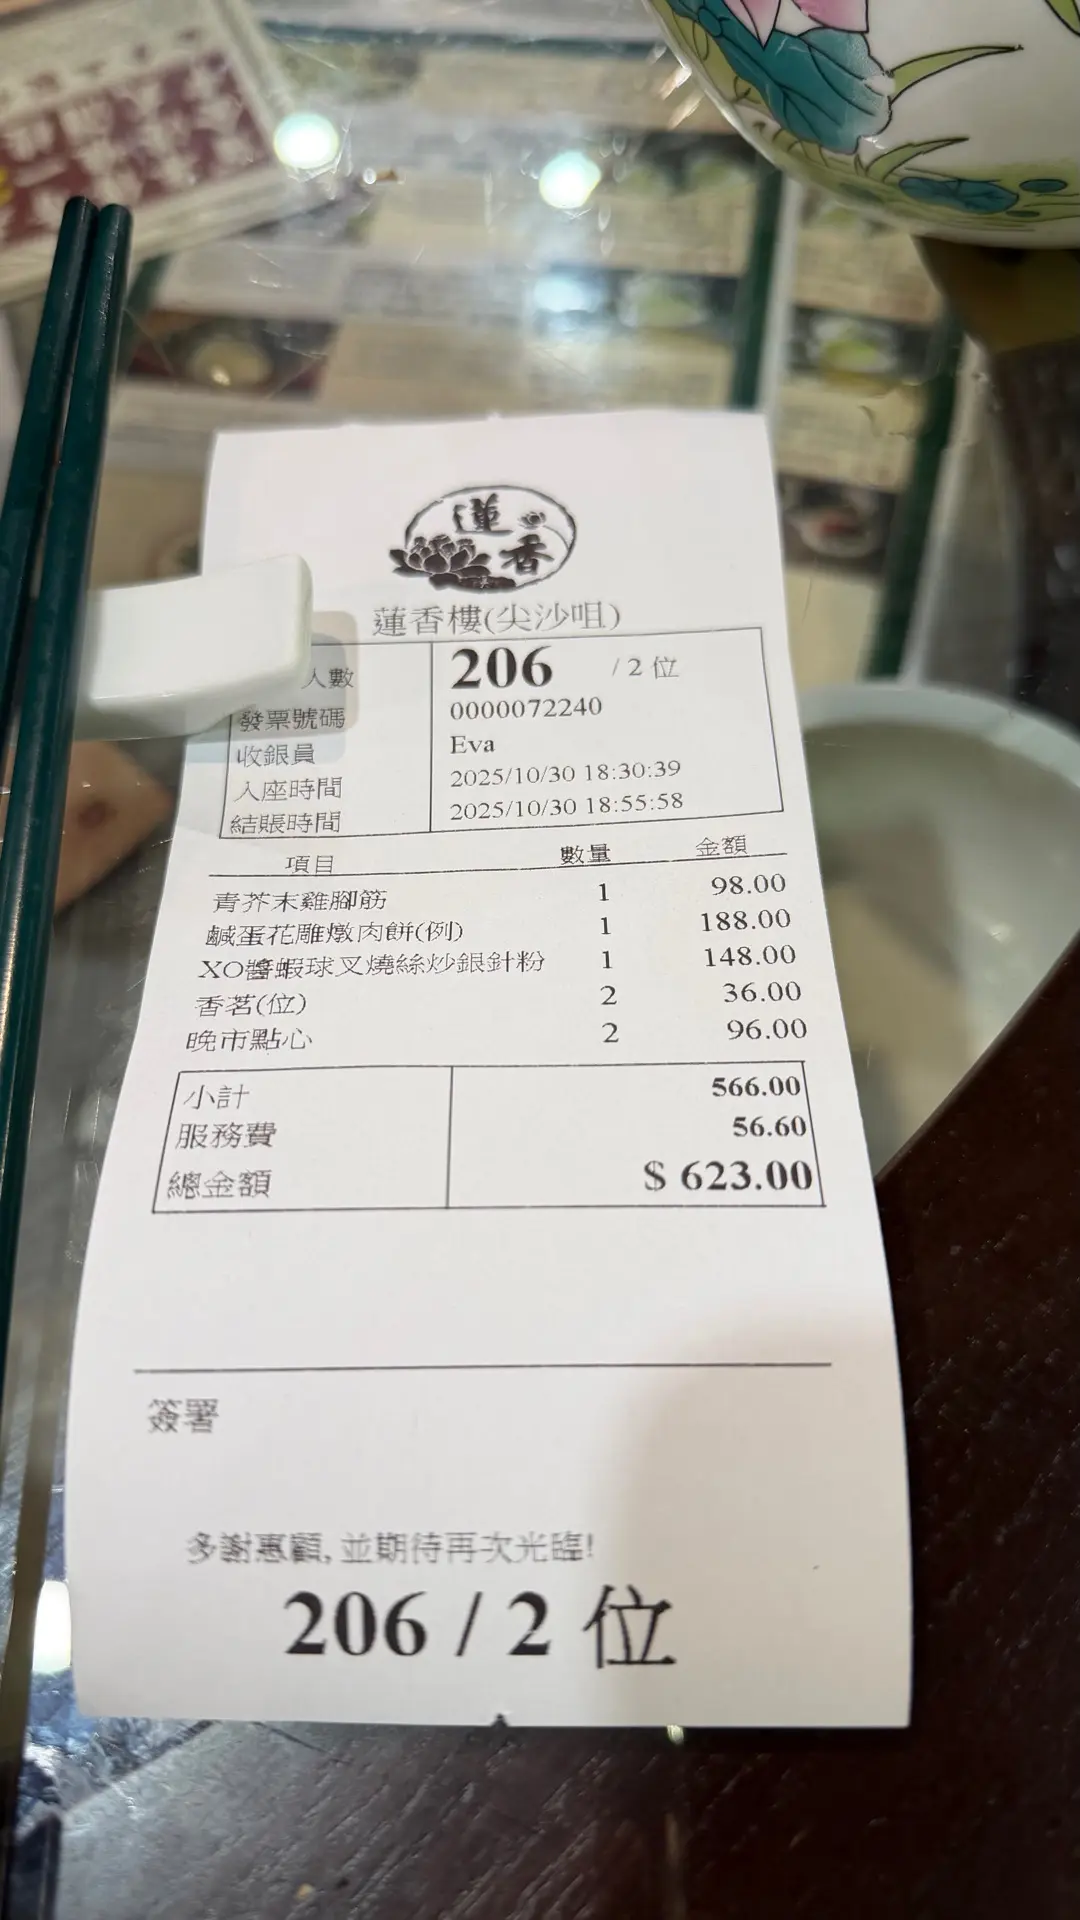 蓮
香
蓮香樓(尖沙咀)
人數 206 / 2 位
發票號碼 0000072240
收銀員 Eva
入座時間 2025/10/30 18:30:39
結賬時間 2025/10/30 18:55:58
項目 數量 金額
青芥末雞腳筋 1 98.00
鹹蛋花雕燉肉餅(例) 1 188.00
XO醬蝦球叉燒絲炒銀針粉 1 148.00
香茗(位) 2 36.00
晚市點心 2 96.00
小計 566.00
服務費 56.60
總金額 $ 623.00
簽署
多謝惠顧, 並期待再次光臨!
206 / 2 位